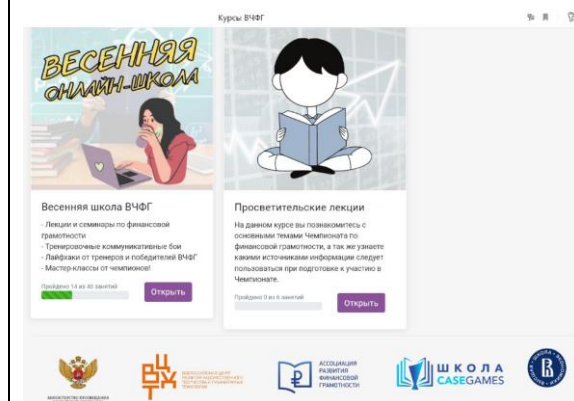 Курсы ВЧФГ
ВЕСЕННЯЯ
ОНЛАЙН-ШКОЛА
Весенняя школа ВЧФГ
- Лекции и семинары по финансовой
грамотности
- Тренировочные коммуникативные бои
- Лайфхаки от тренеров и победителей ВЧФГ
- Мастер-классы от чемпионов!
Пройдено 14 из 40 занятий
Открыть
Просветительские лекции
На данном курсе вы познакомитесь с
основными темами Чемпионата по
финансовой грамотности, а так же узнаете
какими источниками информации следует
пользоваться при подготовке к участию в
Чемпионате.
Пройдено 0 из 6 занятий
Открыть
МИНИСТЕРСТВО ПРОСВЕЩЕНИЯ
АССОЦИАЦИЯ
РАЗВИТИЯ
ФИНАНСОВОЙ
ГРАМОТНОСТИ
ШКОЛА
CASEGAMES